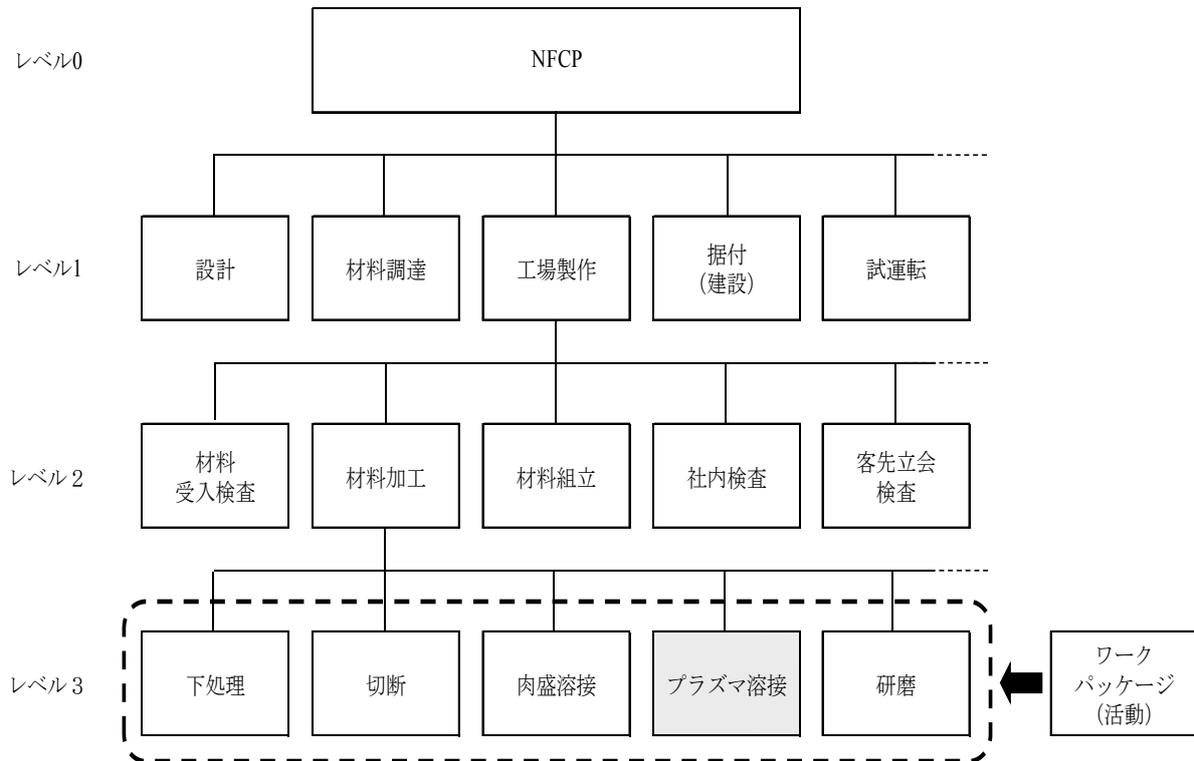 レベル0
NFCP
レベル1
設計
材料調達
工場製作
据付
(建設)
試運転
レベル 2
材料
受入検査
材料加工
材料組立
社内検査
客先立会
検査
レベル 3
下処理
切断
肉盛溶接
プラズマ溶接
研磨
ワーク
パッケージ
(活動)